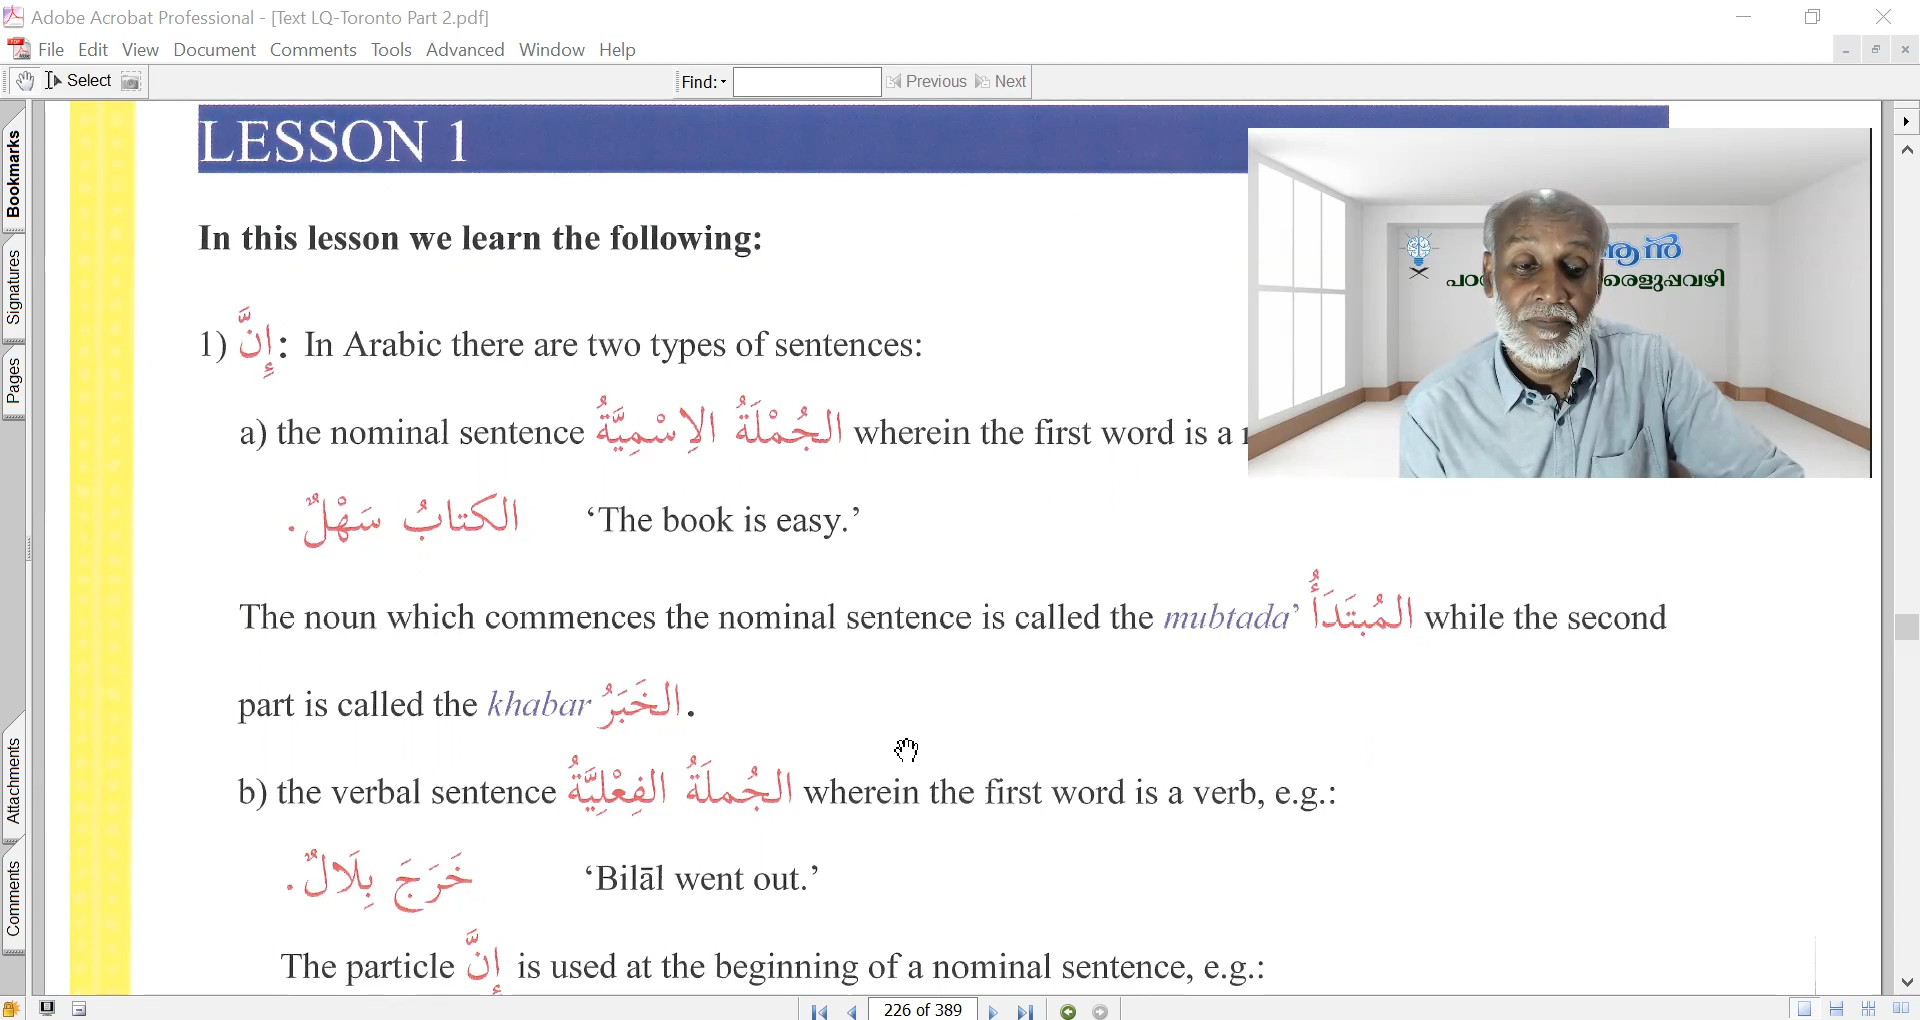 Adobe Acrobat Professional - [Text LQ-Toronto Part 2.pdf]
File Edit View Document Comments Tools Advanced Window Help
Select Find: Previous Next
Bookmarks
Signatures
Pages
Attachments
Comments
LESSON 1
In this lesson we learn the following:
1) إِنَّ: In Arabic there are two types of sentences:
a) the nominal sentence الجُمْلَةُ الاِسْمِيَّةُ wherein the first word is a
الكتابُ سَهْلٌ. ‘The book is easy.’
The noun which commences the nominal sentence is called the mubtada’ المُبتَدَأُ while the second
part is called the khabar الخَبَرُ.
b) the verbal sentence الجُملَةُ الفِعْلِيَّةُ wherein the first word is a verb, e.g.:
خَرَجَ بِلَالٌ. ‘Bilāl went out.’
The particle إِنَّ is used at the beginning of a nominal sentence, e.g.:
226 of 389